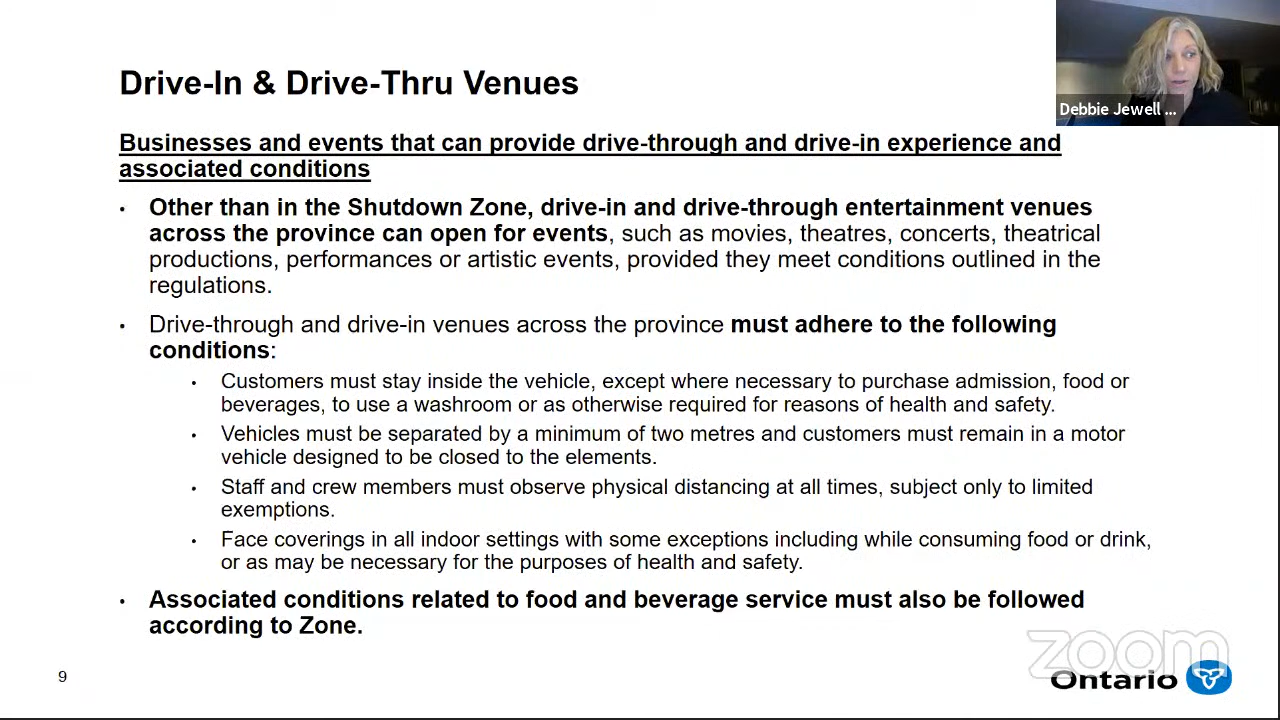 Drive-In & Drive-Thru Venues
Debbie Jewell ...
Businesses and events that can provide drive-through and drive-in experience and
associated conditions
• Other than in the Shutdown Zone, drive-in and drive-through entertainment venues
across the province can open for events, such as movies, theatres, concerts, theatrical
productions, performances or artistic events, provided they meet conditions outlined in the
regulations.
• Drive-through and drive-in venues across the province must adhere to the following
conditions:
• Customers must stay inside the vehicle, except where necessary to purchase admission, food or
beverages, to use a washroom or as otherwise required for reasons of health and safety.
• Vehicles must be separated by a minimum of two metres and customers must remain in a motor
vehicle designed to be closed to the elements.
• Staff and crew members must observe physical distancing at all times, subject only to limited
exemptions.
• Face coverings in all indoor settings with some exceptions including while consuming food or drink,
or as may be necessary for the purposes of health and safety.
• Associated conditions related to food and beverage service must also be followed
according to Zone.
zoom
9
Ontario